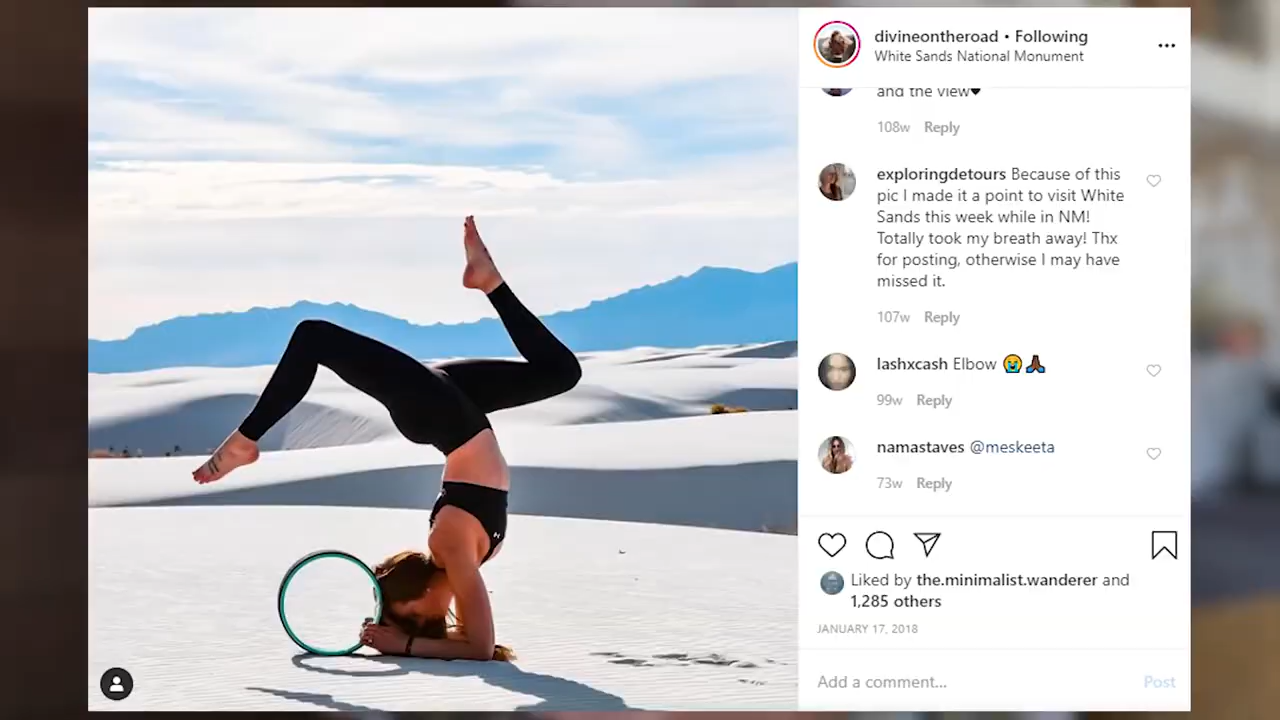 divineontheroad • Following
White Sands National Monument
and the view🖤
108w Reply
exploringdetours Because of this
pic I made it a point to visit White
Sands this week while in NM!
Totally took my breath away! Thx
for posting, otherwise I may have
missed it.
107w Reply
lashxcash Elbow 😭🙏🏾
99w Reply
namastaves @meskeeta
73w Reply
Liked by the.minimalist.wanderer and
1,285 others
JANUARY 17, 2018
Add a comment...
Post